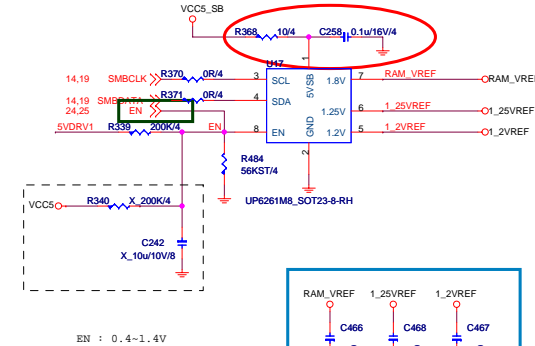 VCC5_SB
R368 10/4 C258 0.1u/16V/4
U17
1
14,19 SMBCLK R370 0R/4 3 SCL 5VSB 1.8V 7 RAM_VREF RAM_VREF
14,19 SMBDATA R371 0R/4 4 SDA 1.25V 6 1_25VREF 1_25VREF
24,25 EN
5VDRV1 R339 200K/4 EN 8 EN GND 1.2V 5 1_2VREF 1_2VREF
2
R484
56KST/4
UP6261M8_SOT23-8-RH
VCC5 R340 X_200K/4
C242
X_10u/10V/8
RAM_VREF 1_25VREF 1_2VREF
C466 C468 C467
EN : 0.4~1.4V